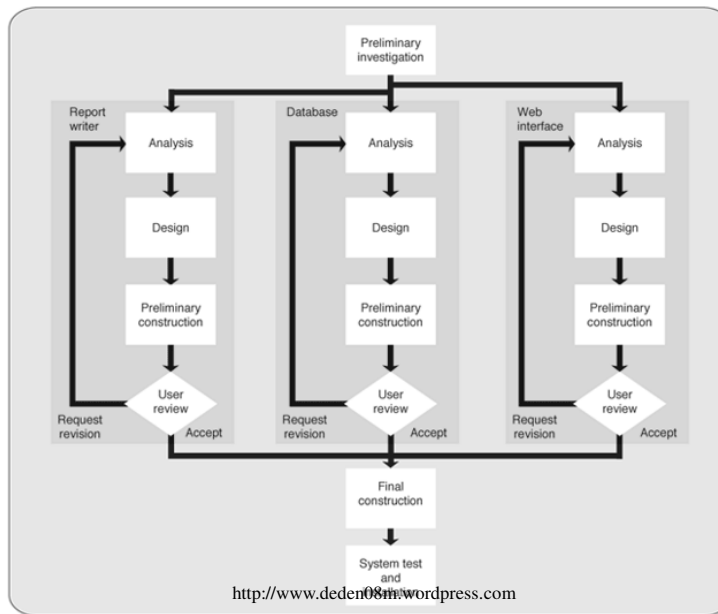 Preliminary
investigation
Report
writer
Analysis
Design
Preliminary
construction
User
review
Request
revision
Accept
Database
Analysis
Design
Preliminary
construction
User
review
Request
revision
Accept
Web
interface
Analysis
Design
Preliminary
construction
User
review
Request
revision
Accept
Final
construction
System test
and
http://www.deden08m.wordpress.com